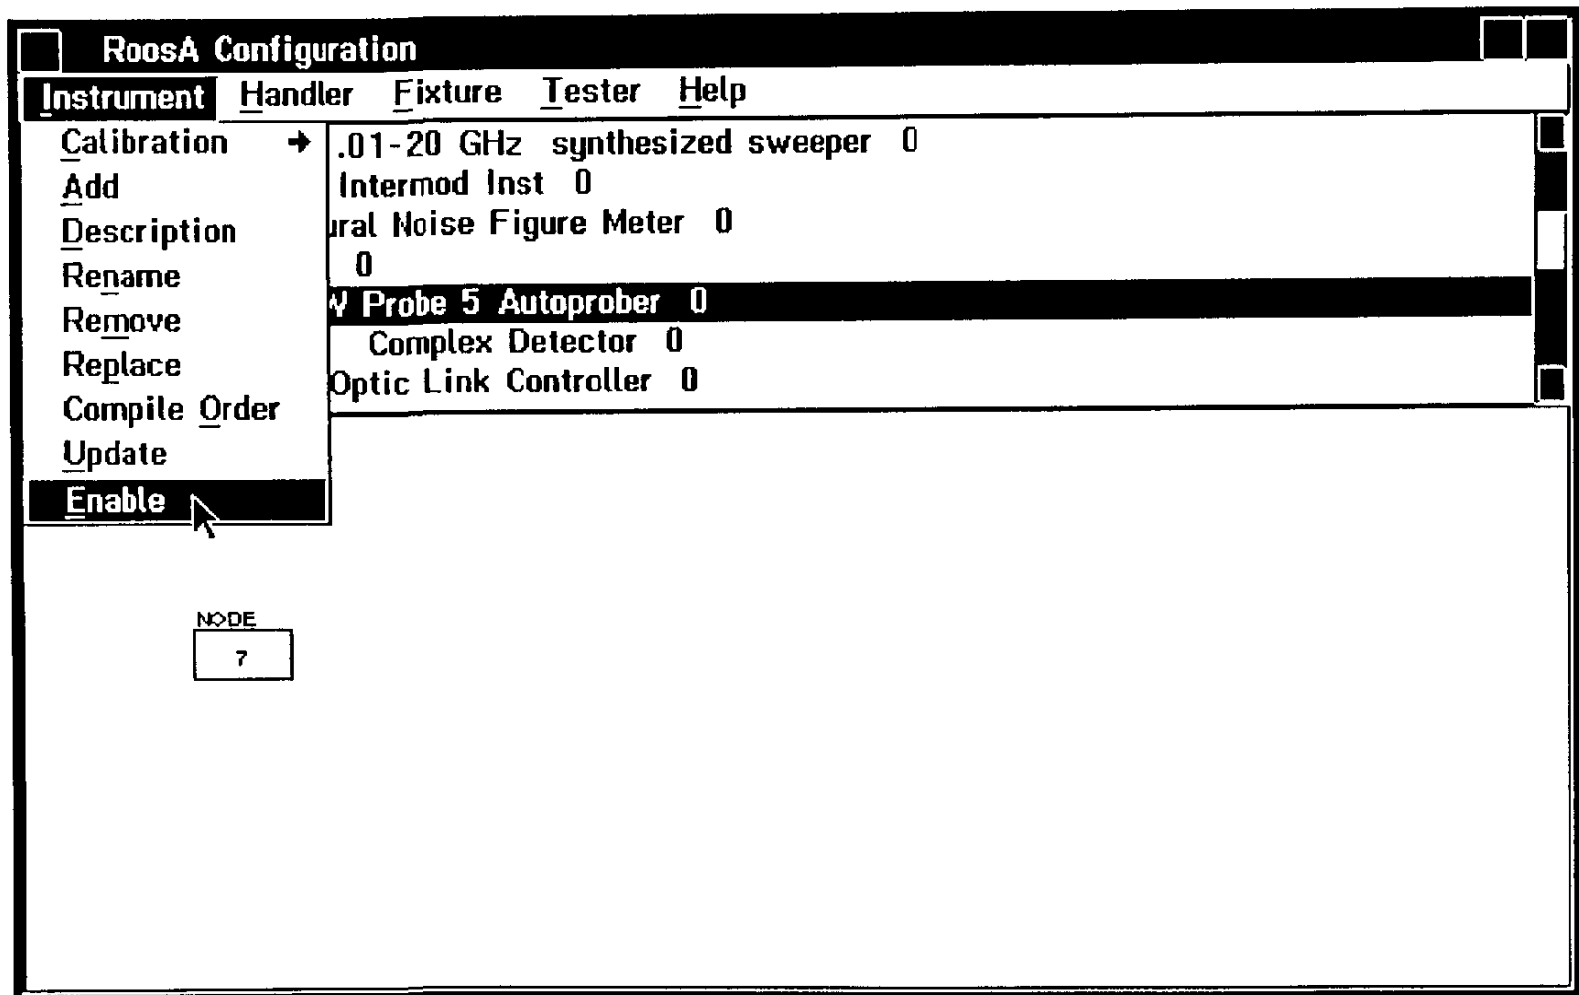 RoosA Configuration
Instrument Handler Fixture Tester Help
Calibration →
Add
Description
Rename
Remove
Replace
Compile Order
Update
Enable
.01-20 GHz synthesized sweeper 0
Intermod Inst 0
Noise Figure Meter 0
0
Probe 5 Autoprober 0
Complex Detector 0
Optic Link Controller 0
NODE
7